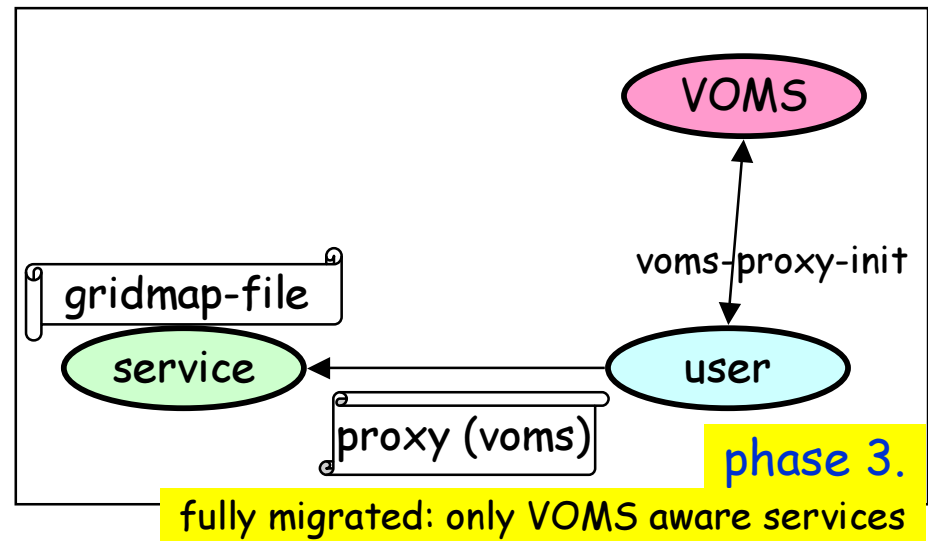 VOMS
voms-proxy-init
gridmap-file
service
user
proxy (voms)
phase 3.
fully migrated: only VOMS aware services